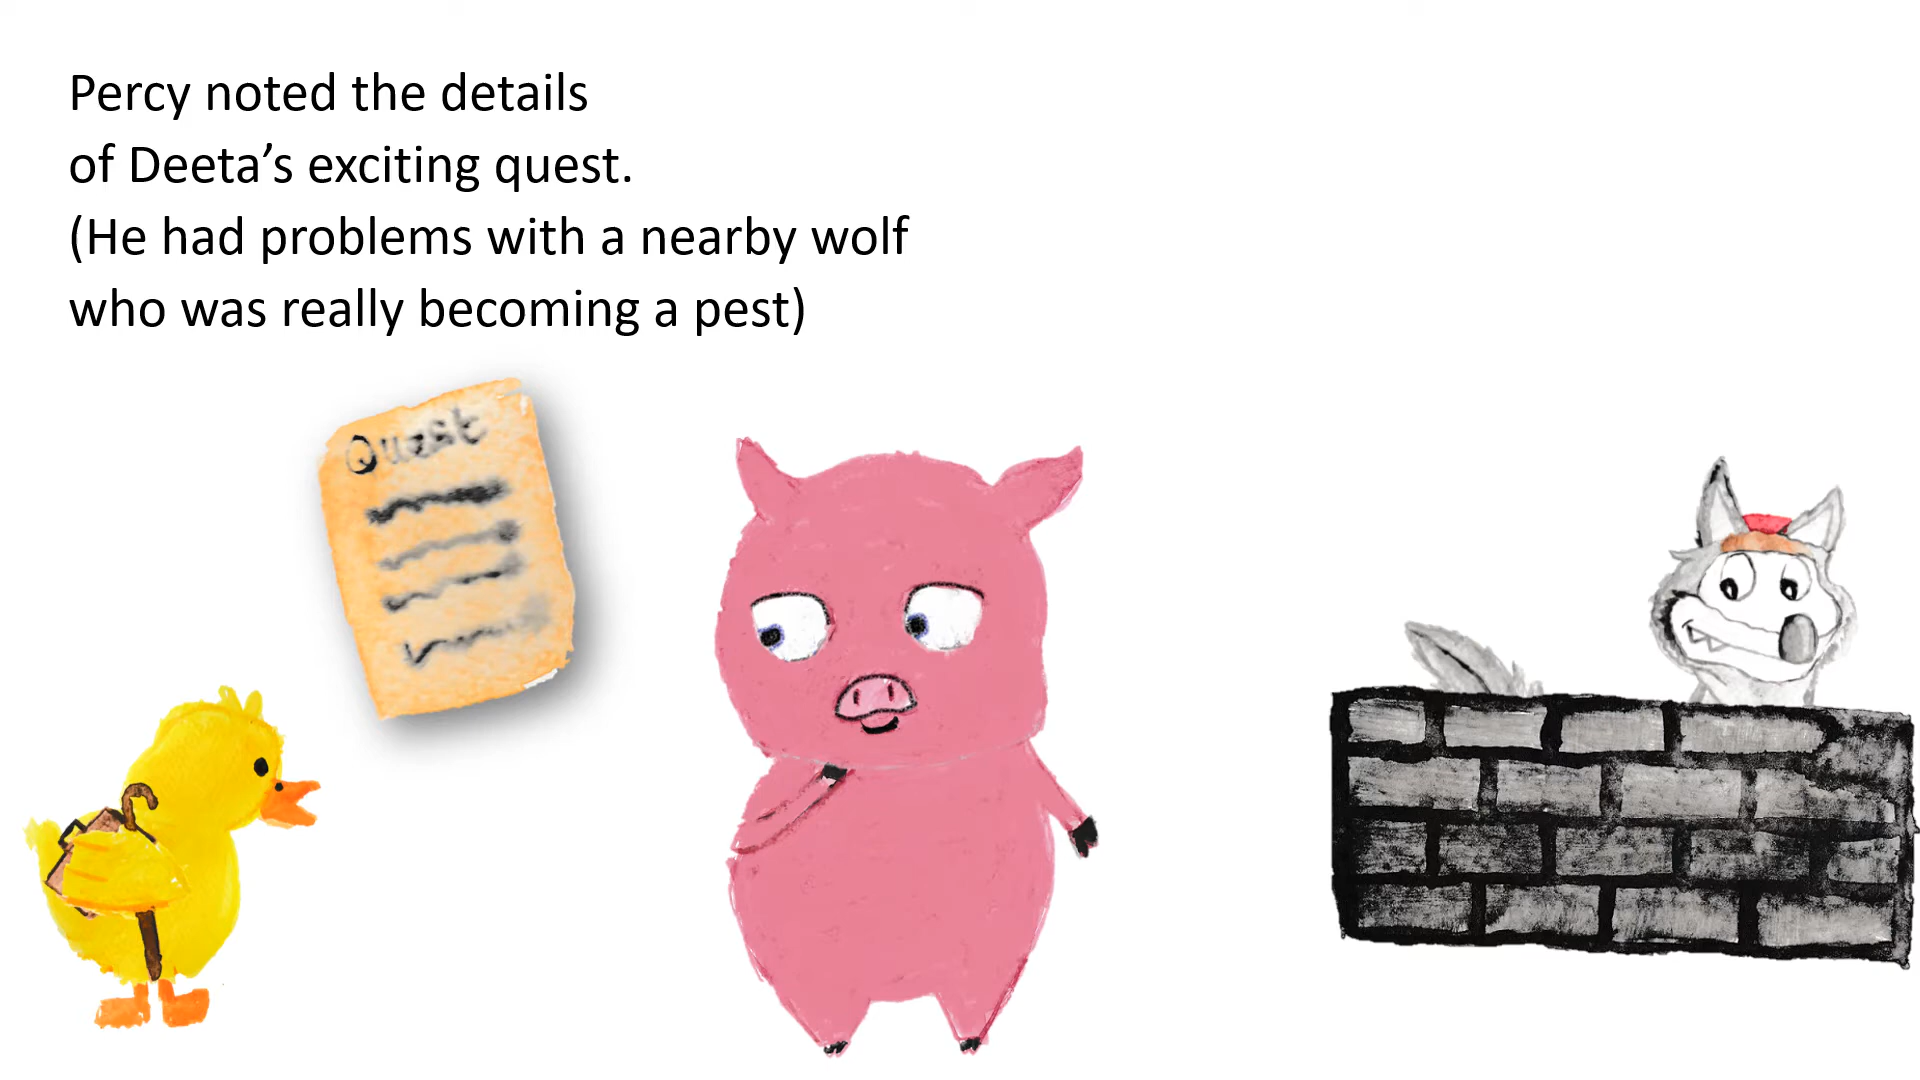 Percy noted the details
of Deeta’s exciting quest.
(He had problems with a nearby wolf
who was really becoming a pest)
Quest